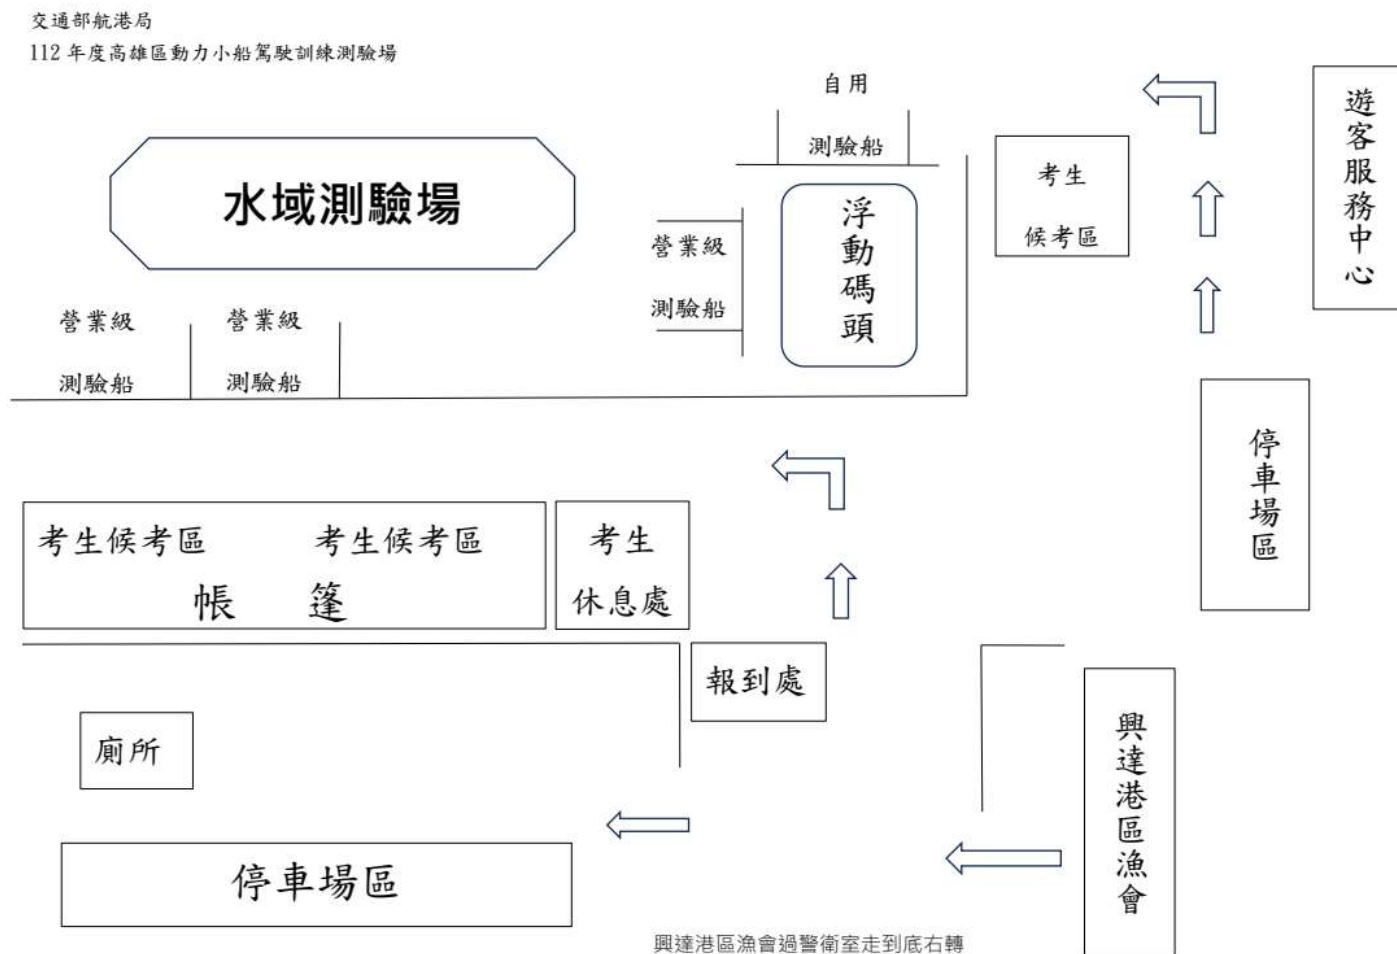 交通部航港局
112 年度高雄區動力小船駕駛訓練測驗場
自用
測驗船
遊客服務中心
考生
候考區
水域測驗場
浮動碼頭
營業級
測驗船
營業級
測驗船
營業級
測驗船
停車場區
考生候考區
考生候考區
帳 篷
考生
休息處
報到處
廁所
興達港區漁會
停車場區
興達港區漁會過警衛室走到底右轉